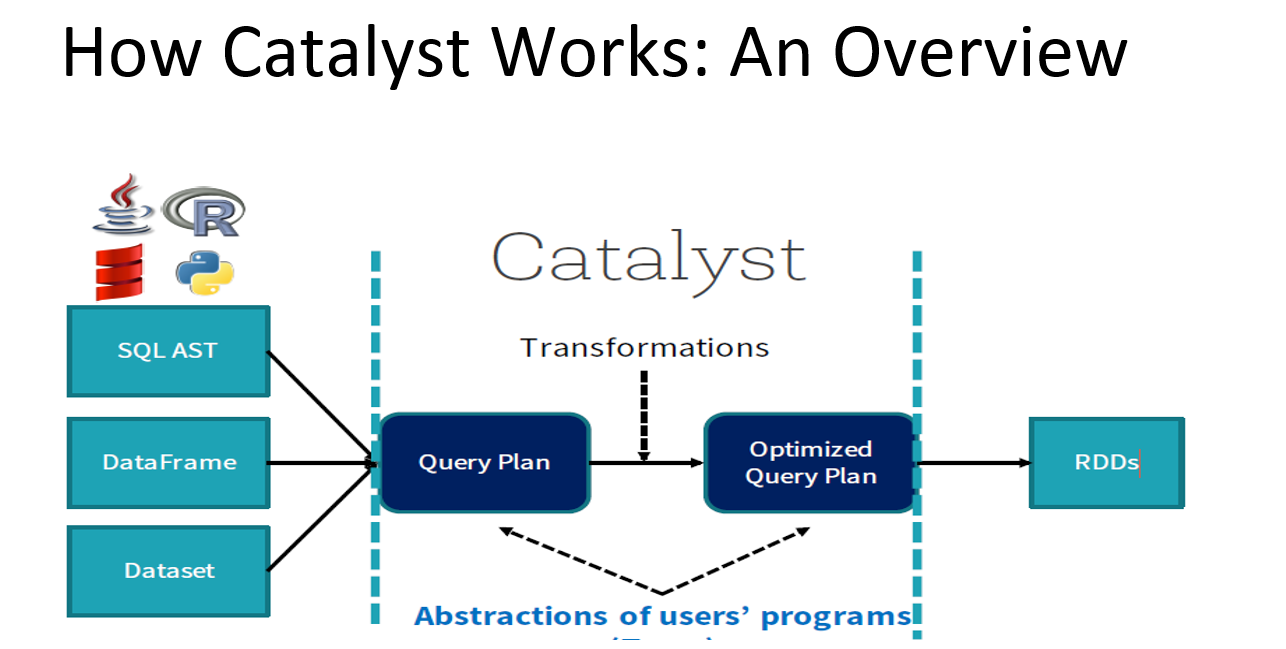 How Catalyst Works: An Overview
R
Catalyst
SQL AST
Transformations
DataFrame
Query Plan
Optimized
Query Plan
RDDs
Dataset
Abstractions of users’ programs